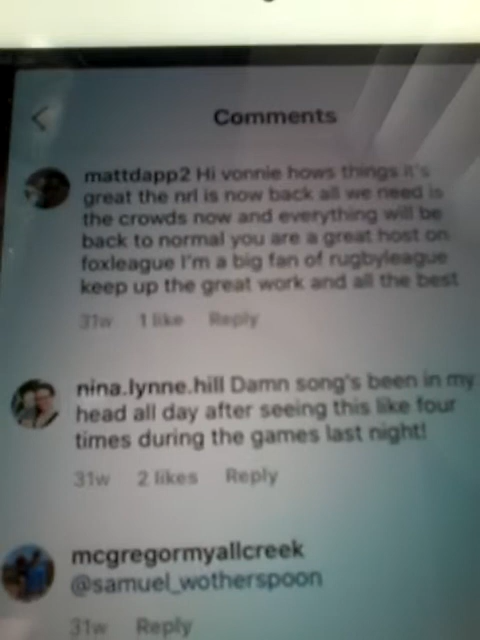 Comments
mattdapp2 Hi vonnie hows things it's
great the nrl is now back all we need is
the crowds now and everything will be
back to normal you are a great host on
foxleague I'm a big fan of rugbyleague
keep up the great work and all the best
31w 1 like Reply
nina.lynne.hill Damn song's been in my
head all day after seeing this like four
times during the games last night!
31w 2 likes Reply
mcgregormyallcreek
@samuel_wotherspoon
31w Reply